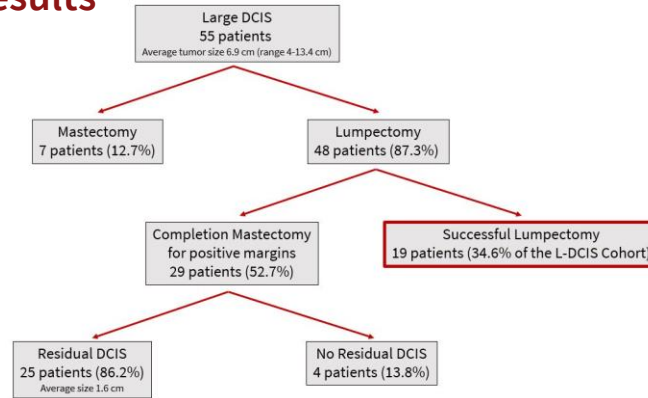 Large DCIS
55 patients
Average tumor size 6.9 cm (range 4-13.4 cm)
Mastectomy
7 patients (12.7%)
Lumpectomy
48 patients (87.3%)
Completion Mastectomy
for positive margins
29 patients (52.7%)
Successful Lumpectomy
19 patients (34.6% of the L-DCIS Cohort)
Residual DCIS
25 patients (86.2%)
Average size 1.6 cm
No Residual DCIS
4 patients (13.8%)